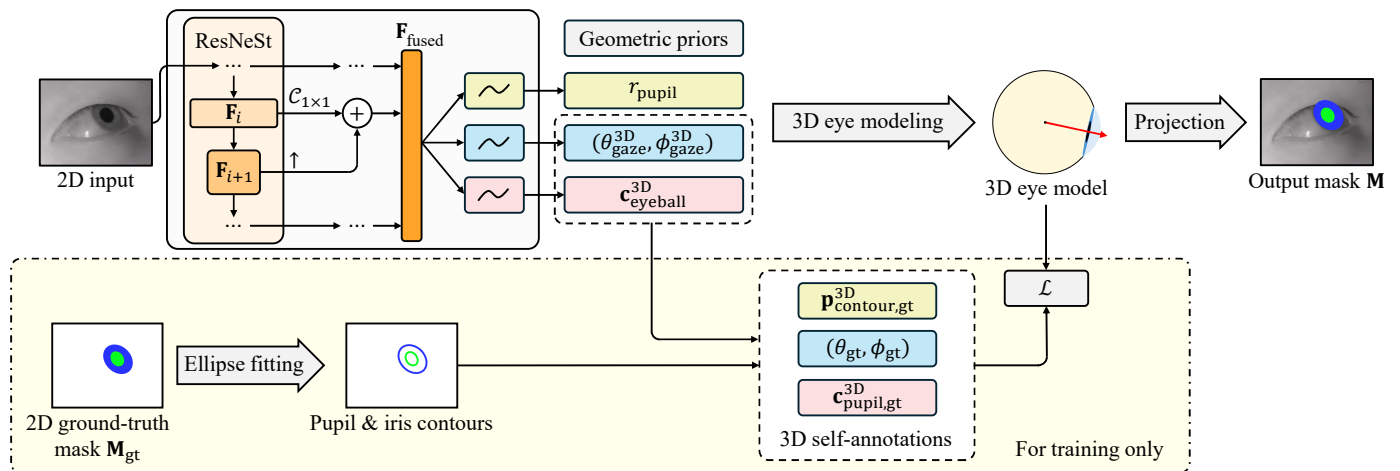 ResNeSt
F_fused
Geometric priors
... ...
C_1×1
F_i
+
r_pupil
(θ^3D_gaze, ϕ^3D_gaze)
3D eye modeling
Projection
2D input
F_i+1
↑
c^3D_eyeball
3D eye model
Output mask M
... ...
p^3D_contour,gt
ℒ
Ellipse fitting
(θ_gt, ϕ_gt)
c^3D_pupil,gt
2D ground-truth
mask M_gt
Pupil & iris contours
3D self-annotations
For training only